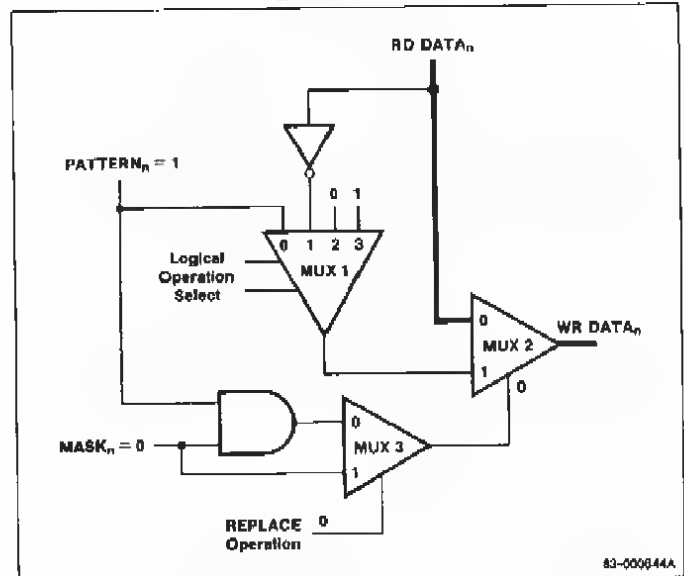 RD DATAn
PATTERNn = 1
0 1
0 1 2 3
MUX 1
Logical
Operation
Select
0
MUX 2
1
WR DATAn
0
MASKn = 0
0
MUX 3
1
REPLACE 0
Operation
83-000644A